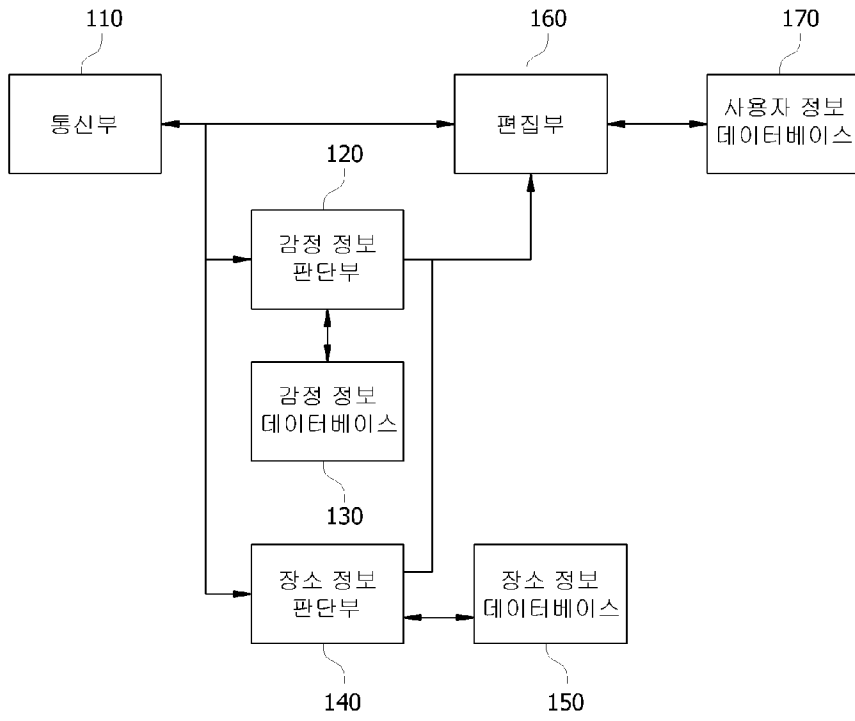 110
160
170
통신부
편집부
사용자 정보
데이터베이스
120
감정 정보
판단부
감정 정보
데이터베이스
130
장소 정보
판단부
장소 정보
데이터베이스
140
150